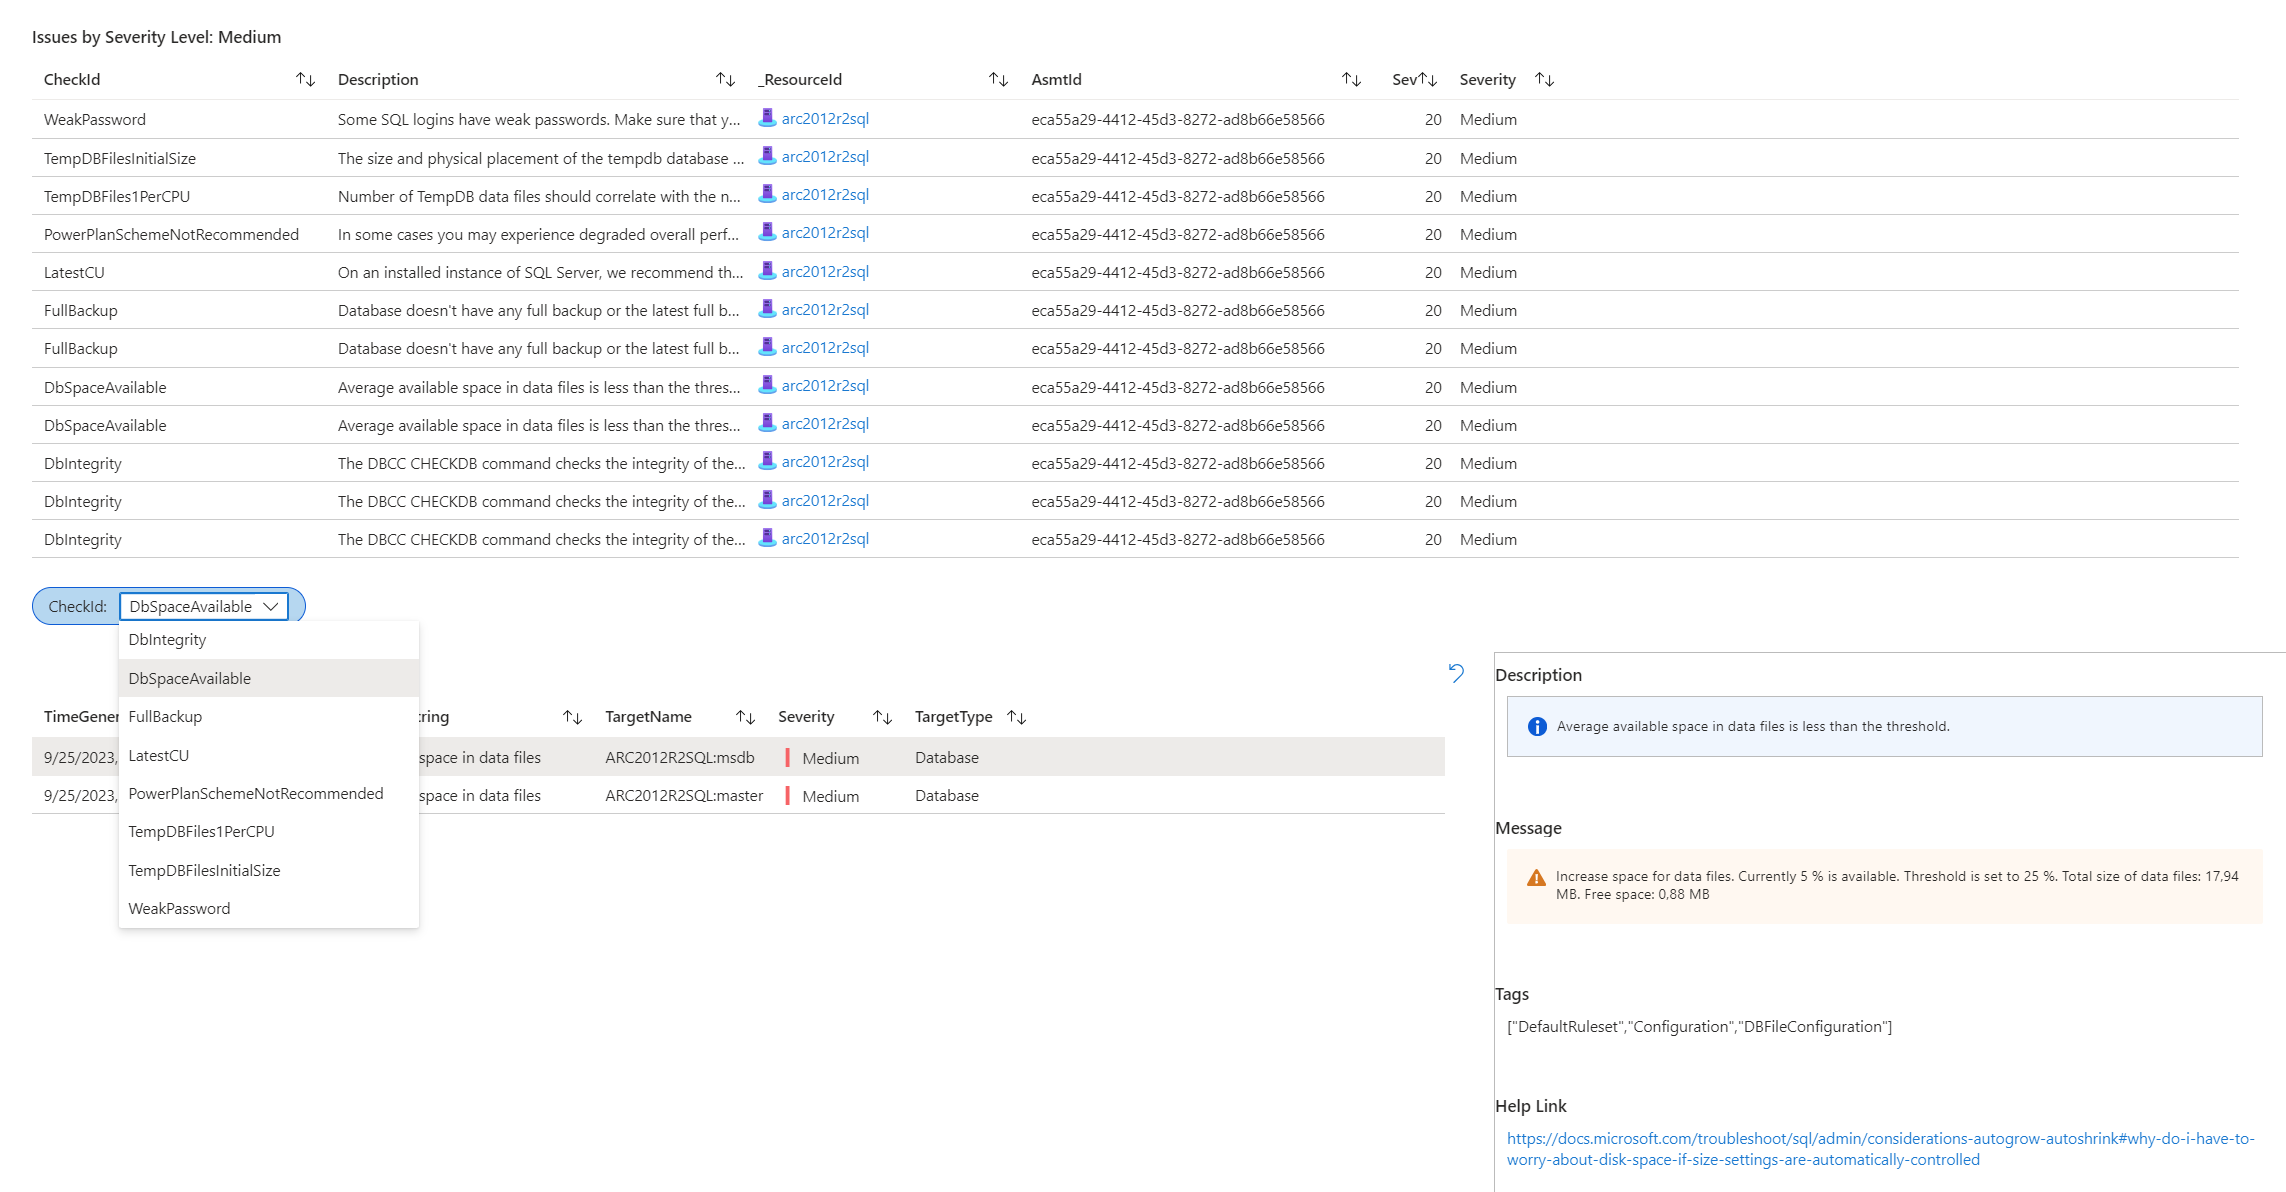 Issues by Severity Level: Medium
CheckId Description _ResourceId AsmtId Sev Severity
WeakPassword Some SQL logins have weak passwords. Make sure that y... arc2012r2sql eca55a29-4412-45d3-8272-ad8b66e58566 20 Medium
TempDBFilesInitialSize The size and physical placement of the tempdb database ... arc2012r2sql eca55a29-4412-45d3-8272-ad8b66e58566 20 Medium
TempDBFiles1PerCPU Number of TempDB data files should correlate with the n... arc2012r2sql eca55a29-4412-45d3-8272-ad8b66e58566 20 Medium
PowerPlanSchemeNotRecommended In some cases you may experience degraded overall perf... arc2012r2sql eca55a29-4412-45d3-8272-ad8b66e58566 20 Medium
LatestCU On an installed instance of SQL Server, we recommend th... arc2012r2sql eca55a29-4412-45d3-8272-ad8b66e58566 20 Medium
FullBackup Database doesn't have any full backup or the latest full b... arc2012r2sql eca55a29-4412-45d3-8272-ad8b66e58566 20 Medium
FullBackup Database doesn't have any full backup or the latest full b... arc2012r2sql eca55a29-4412-45d3-8272-ad8b66e58566 20 Medium
DbSpaceAvailable Average available space in data files is less than the thres... arc2012r2sql eca55a29-4412-45d3-8272-ad8b66e58566 20 Medium
DbSpaceAvailable Average available space in data files is less than the thres... arc2012r2sql eca55a29-4412-45d3-8272-ad8b66e58566 20 Medium
DbIntegrity The DBCC CHECKDB command checks the integrity of the... arc2012r2sql eca55a29-4412-45d3-8272-ad8b66e58566 20 Medium
DbIntegrity The DBCC CHECKDB command checks the integrity of the... arc2012r2sql eca55a29-4412-45d3-8272-ad8b66e58566 20 Medium
DbIntegrity The DBCC CHECKDB command checks the integrity of the... arc2012r2sql eca55a29-4412-45d3-8272-ad8b66e58566 20 Medium
CheckId: DbSpaceAvailable
DbIntegrity
DbSpaceAvailable
FullBackup
LatestCU
PowerPlanSchemeNotRecommended
TempDBFiles1PerCPU
TempDBFilesInitialSize
WeakPassword
TimeGener tring TargetName Severity TargetType
9/25/2023, space in data files ARC2012R2SQL:msdb Medium Database
9/25/2023, space in data files ARC2012R2SQL:master Medium Database
Description
Average available space in data files is less than the threshold.
Message
Increase space for data files. Currently 5 % is available. Threshold is set to 25 %. Total size of data files: 17,94
MB. Free space: 0,88 MB
Tags
["DefaultRuleset","Configuration","DBFileConfiguration"]
Help Link
https://docs.microsoft.com/troubleshoot/sql/admin/considerations-autogrow-autoshrink#why-do-i-have-to-
worry-about-disk-space-if-size-settings-are-automatically-controlled